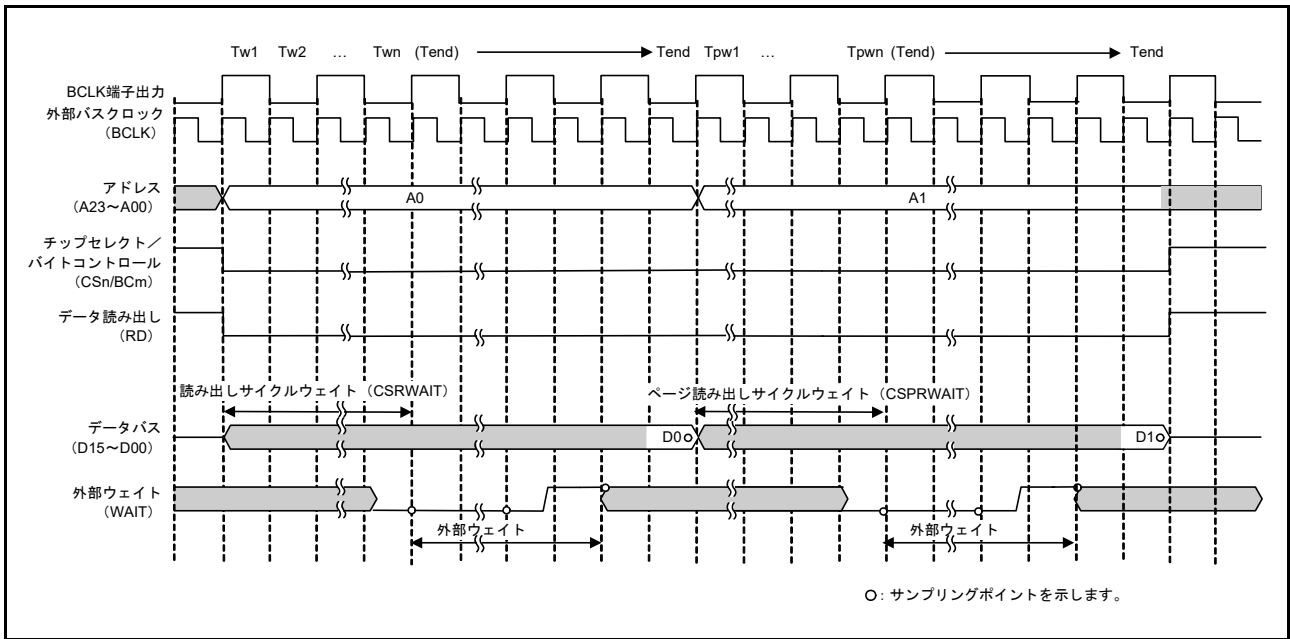 Tw1 Tw2 … Twn (Tend) Tend Tpw1 … Tpwn (Tend) Tend
BCLK端子出力
外部バスクロック
（BCLK）
アドレス
（A23～A00）
A0 A1
チップセレクト／
バイトコントロール
（CSn/BCm）
データ読み出し
（RD）
読み出しサイクルウェイト（CSRWAIT） ページ読み出しサイクルウェイト（CSPRWAIT）
データバス
（D15～D00）
D0 D1
外部ウェイト
（WAIT）
外部ウェイト 外部ウェイト
：サンプリングポイントを示します。